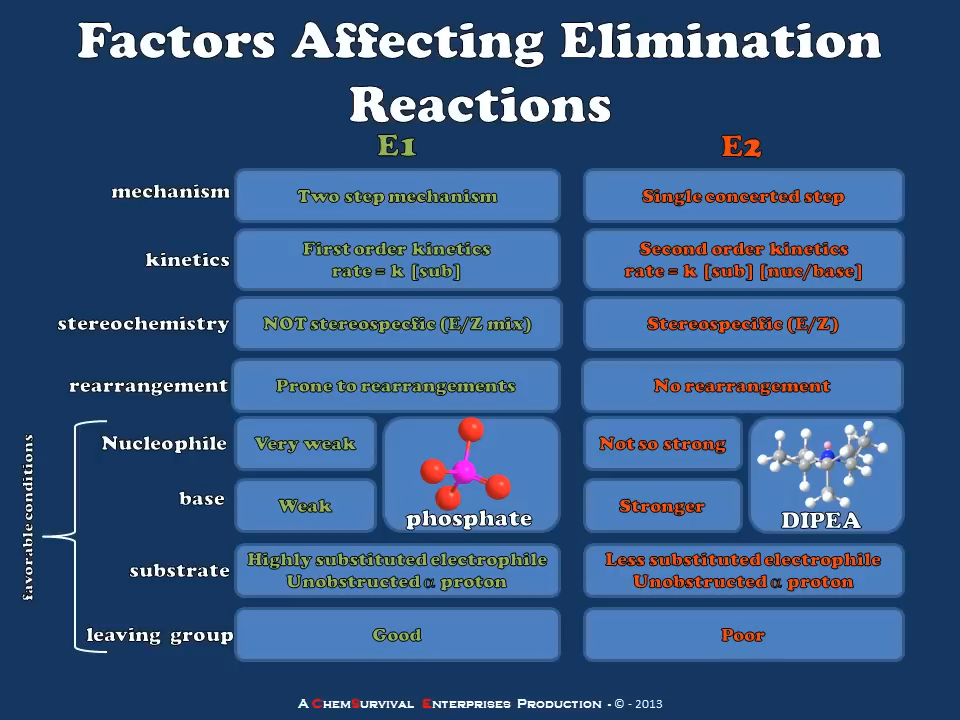 Factors Affecting Elimination
Reactions
E1
E2
mechanism
Two step mechanism
Single concerted step
kinetics
First order kinetics
rate = k [sub]
Second order kinetics
rate = k [sub] [nuc/base]
stereochemistry
NOT stereospecfic (E/Z mix)
Stereospecific (E/Z)
rearrangement
Prone to rearrangements
No rearrangement
favorable conditions
Nucleophile
Very weak
Not so strong
base
Weak
phosphate
Stronger
DIPEA
substrate
Highly substituted electrophile
Unobstructed α proton
Less substituted electrophile
Unobstructed α proton
leaving group
Good
Poor
A ChemSurvival Enterprises Production - © - 2013